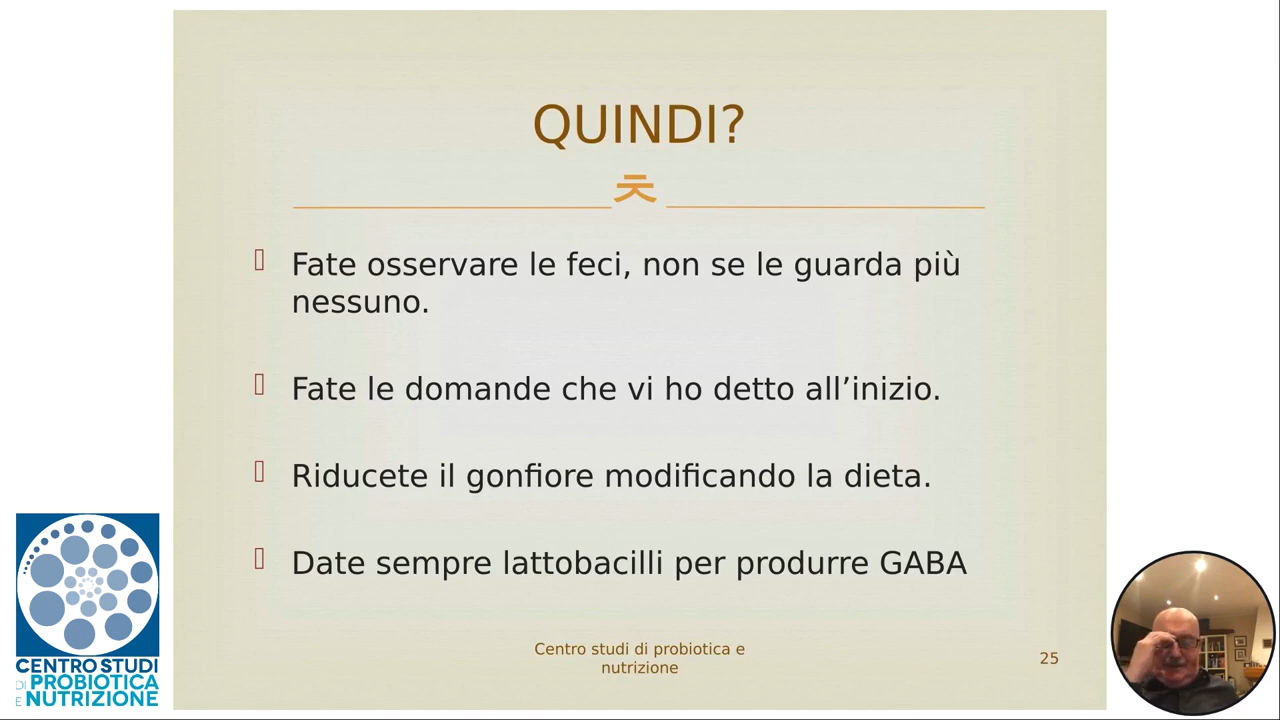 QUINDI?
Fate osservare le feci, non se le guarda più
nessuno.
Fate le domande che vi ho detto all’inizio.
Riducete il gonfiore modificando la dieta.
Date sempre lattobacilli per produrre GABA
Centro studi di probiotica e
nutrizione
25
CENTRO STUDI
DI PROBIOTICA
E NUTRIZIONE